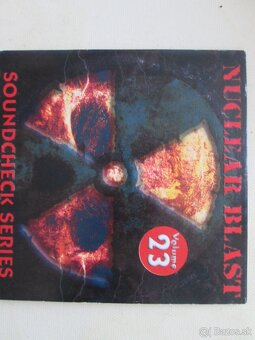 NUCLEAR BLAST
Volume
23
SOUNDCHECK SERIES
© Bazos.sk